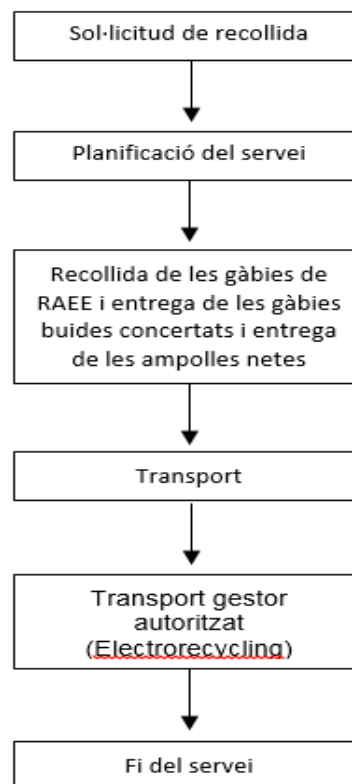 Sol·licitud de recollida
Planificació del servei
Recollida de les gàbies de
RAEE i entrega de les gàbies
buides concertats i entrega
de les ampolles netes
Transport
Transport gestor
autoritzat
(Electrorecycling)
Fi del servei